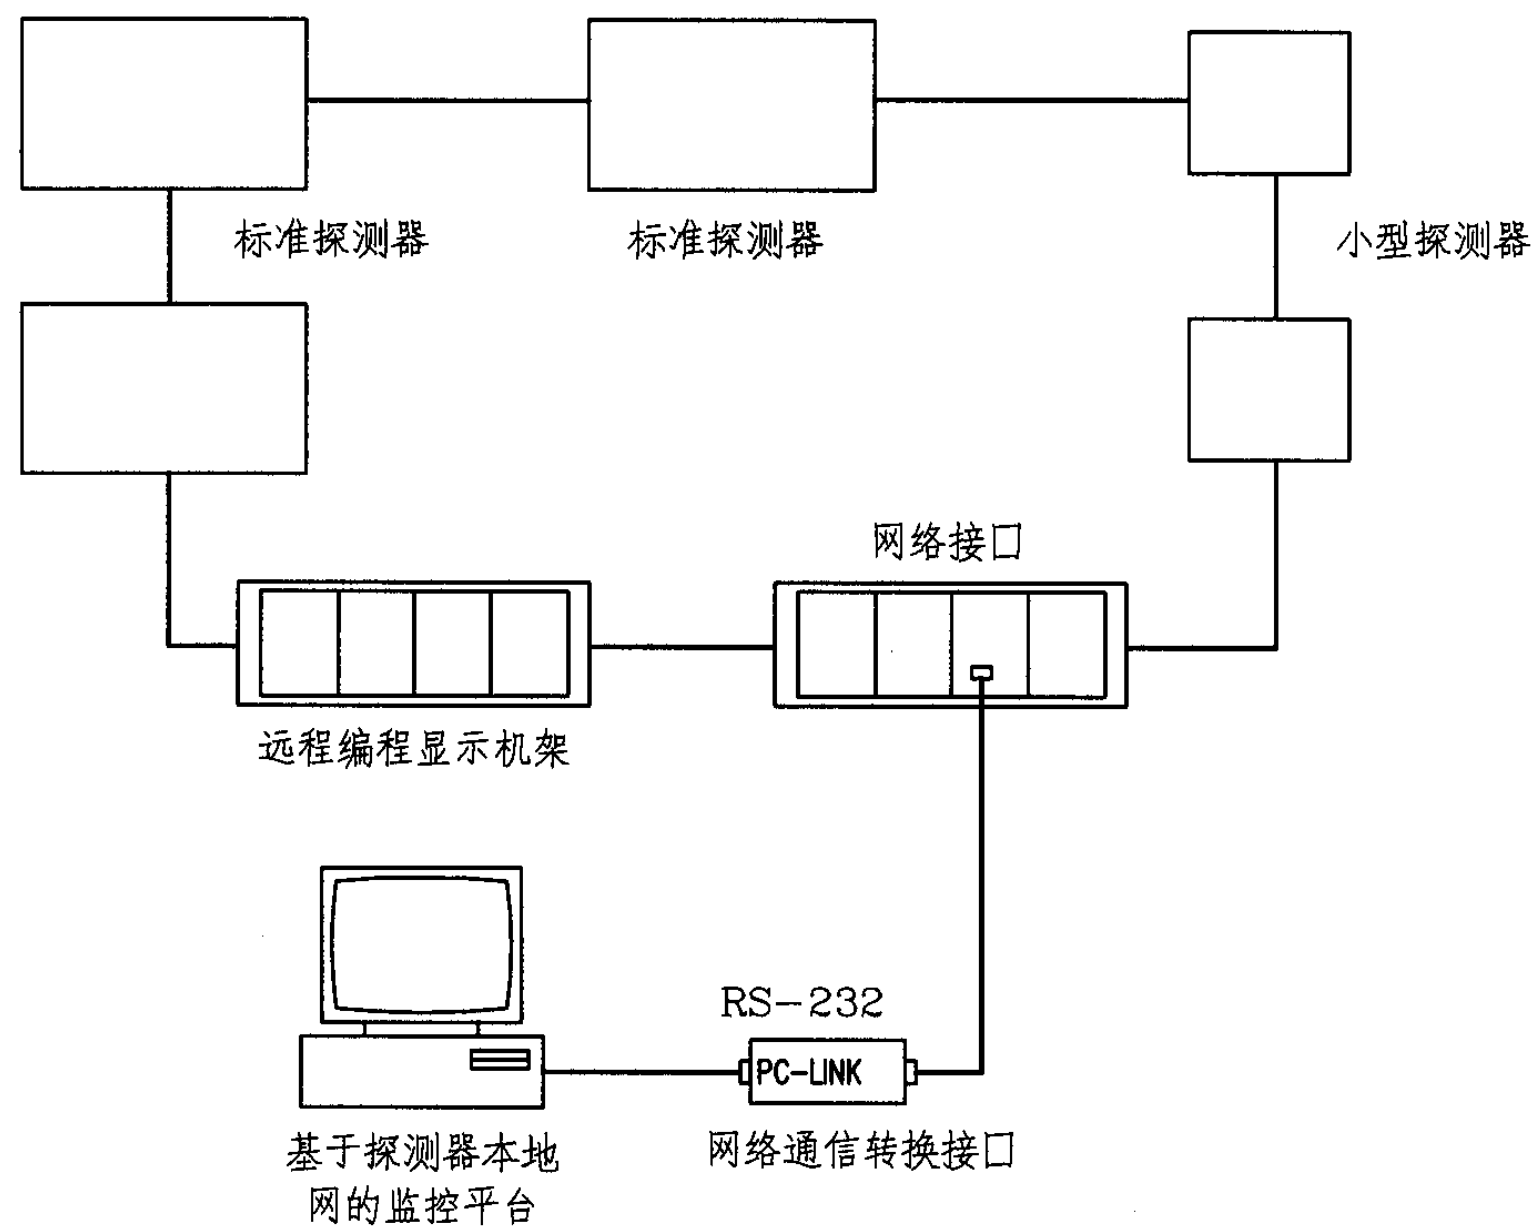 标准探测器
标准探测器
小型探测器
网络接口
远程编程显示机架
RS-232
PC-LINK
基于探测器本地
网的监控平台
网络通信转换接口